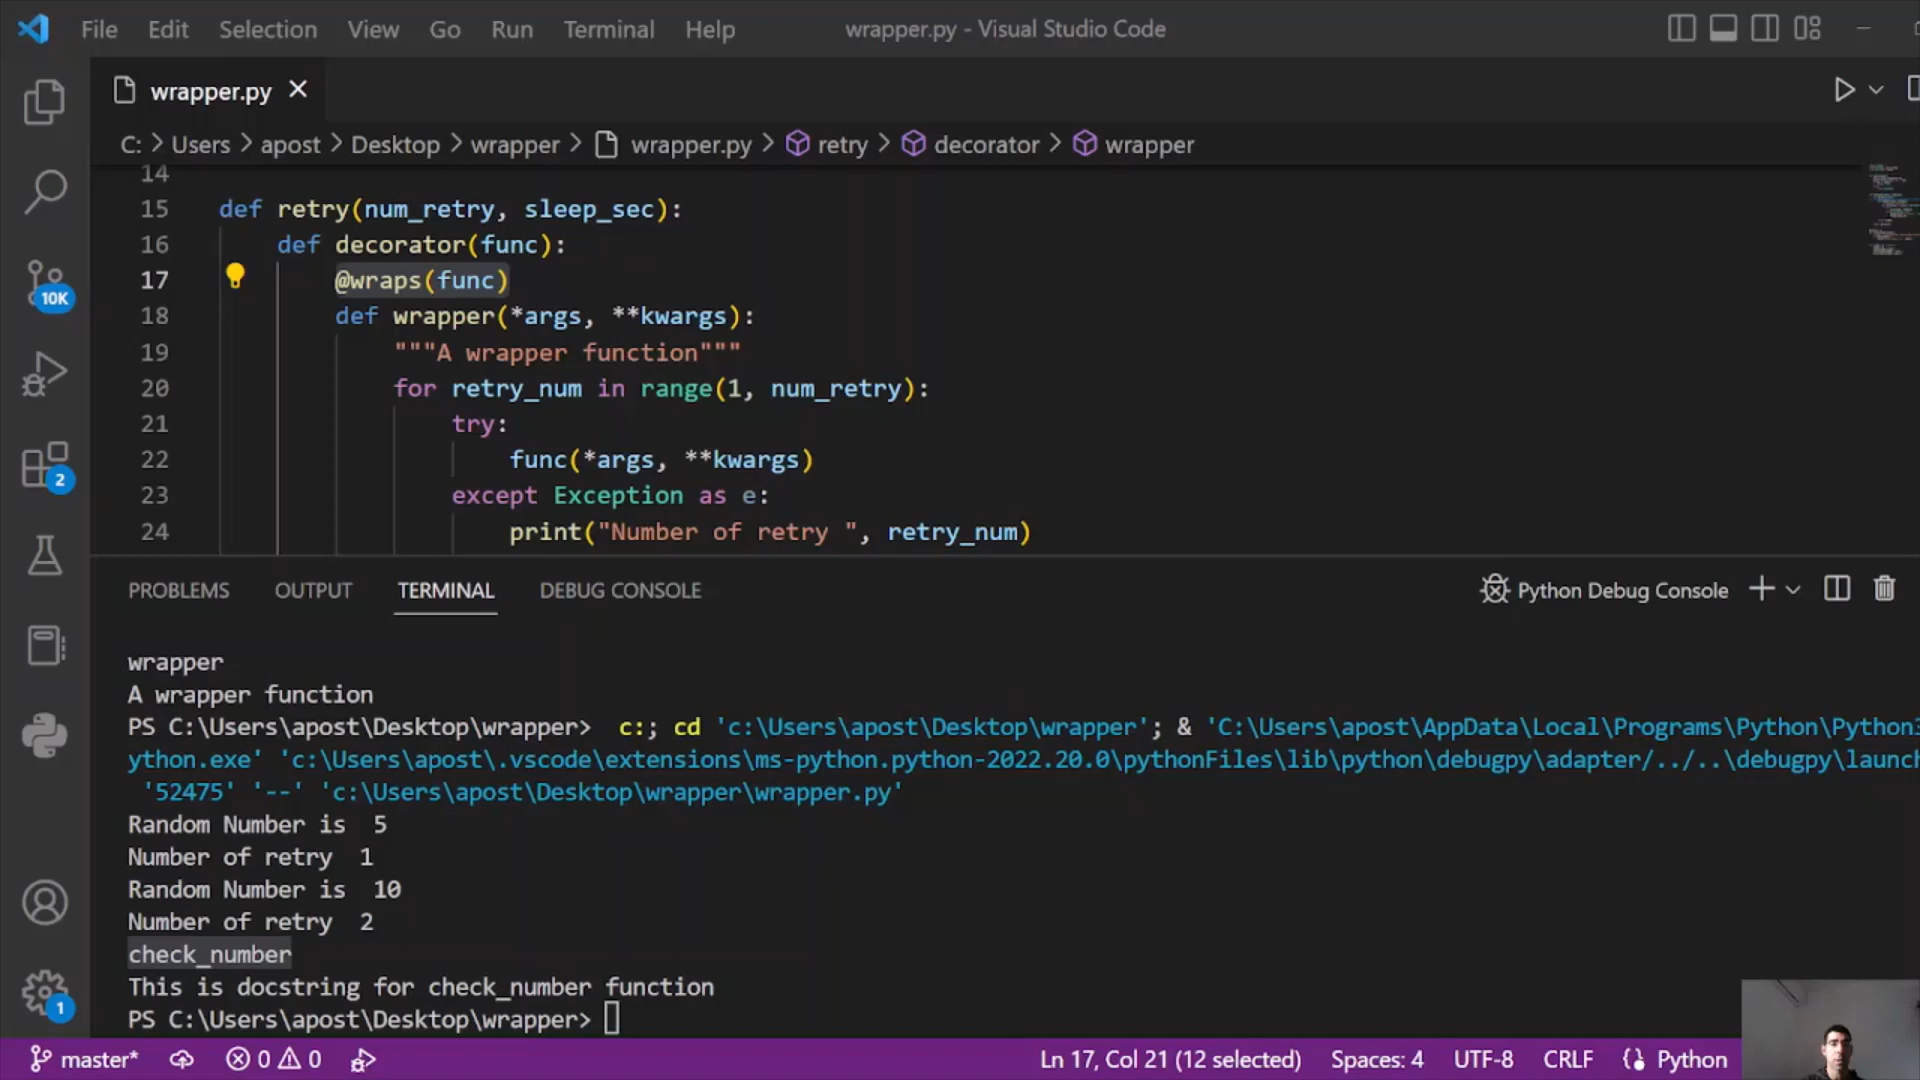 File Edit Selection View Go Run Terminal Help wrapper.py - Visual Studio Code
wrapper.py
C: > Users > apost > Desktop > wrapper > wrapper.py > retry > decorator > wrapper
14
15 def retry(num_retry, sleep_sec):
16 def decorator(func):
17 @wraps(func)
18 def wrapper(*args, **kwargs):
19 """A wrapper function"""
20 for retry_num in range(1, num_retry):
21 try:
22 func(*args, **kwargs)
23 except Exception as e:
24 print("Number of retry ", retry_num)
10K
2
1
PROBLEMS OUTPUT TERMINAL DEBUG CONSOLE Python Debug Console
wrapper
A wrapper function
PS C:\Users\apost\Desktop\wrapper>  c:; cd 'c:\Users\apost\Desktop\wrapper'; & 'C:\Users\apost\AppData\Local\Programs\Python\Python3
ython.exe' 'c:\Users\apost\.vscode\extensions\ms-python.python-2022.20.0\pythonFiles\lib\python\debugpy\adapter/../..\debugpy\launch
'52475' '--' 'c:\Users\apost\Desktop\wrapper\wrapper.py'
Random Number is  5
Number of retry  1
Random Number is  10
Number of retry  2
check_number
This is docstring for check_number function
PS C:\Users\apost\Desktop\wrapper>
master* 0 0 Ln 17, Col 21 (12 selected) Spaces: 4 UTF-8 CRLF Python